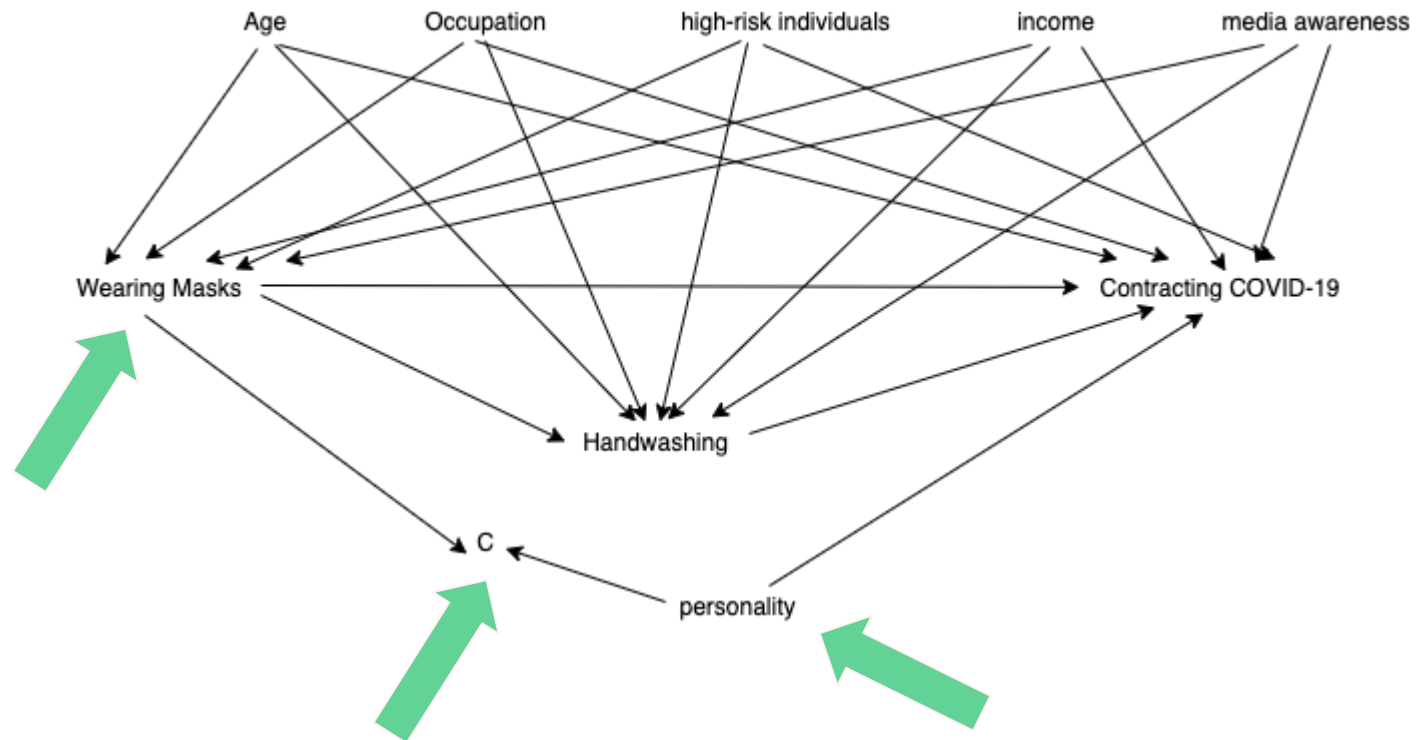 Age
Occupation
high-risk individuals
income
media awareness
Wearing Masks
Contracting COVID-19
Handwashing
C
personality